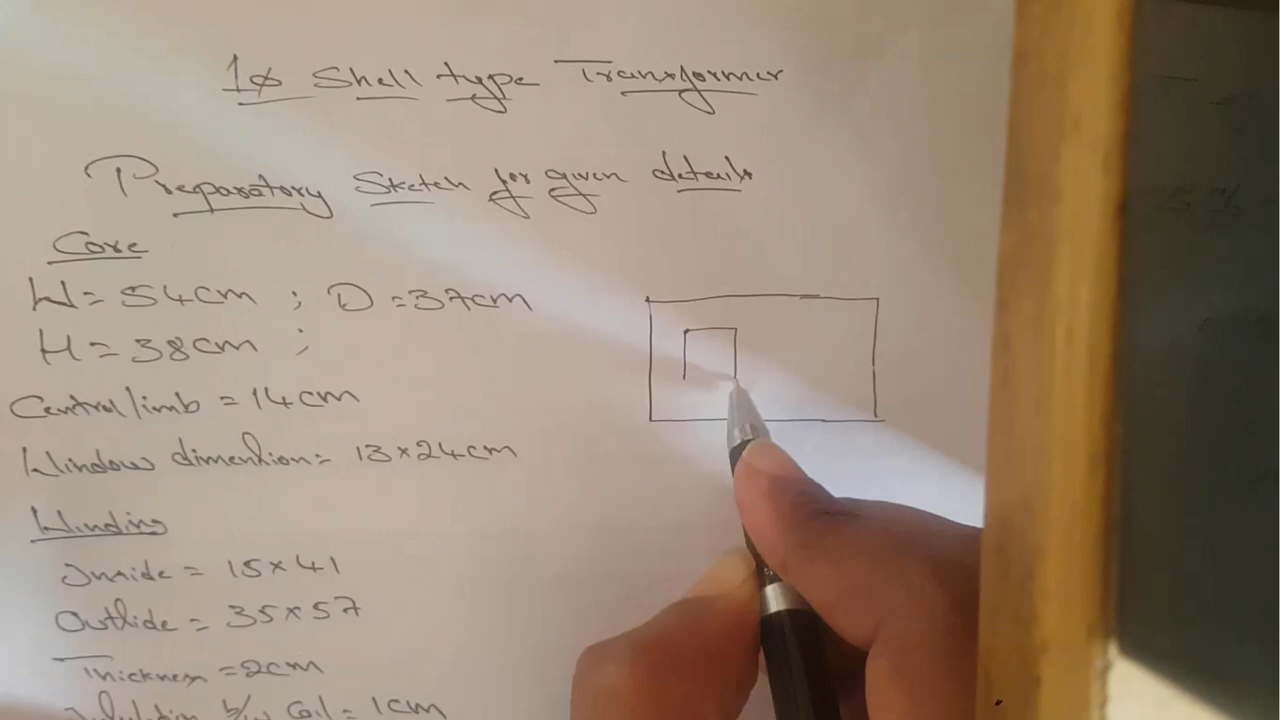 1ϕ Shell type Transformer
Preparatory Sketch for given details
Core
W = 54cm ; D = 37cm
H = 38cm ;
Central limb = 14cm
Window dimension = 13×24cm
Winding
Inside = 15×41
Outside = 35×57
Thickness = 2cm
Insulation b/w Coil = 1cm